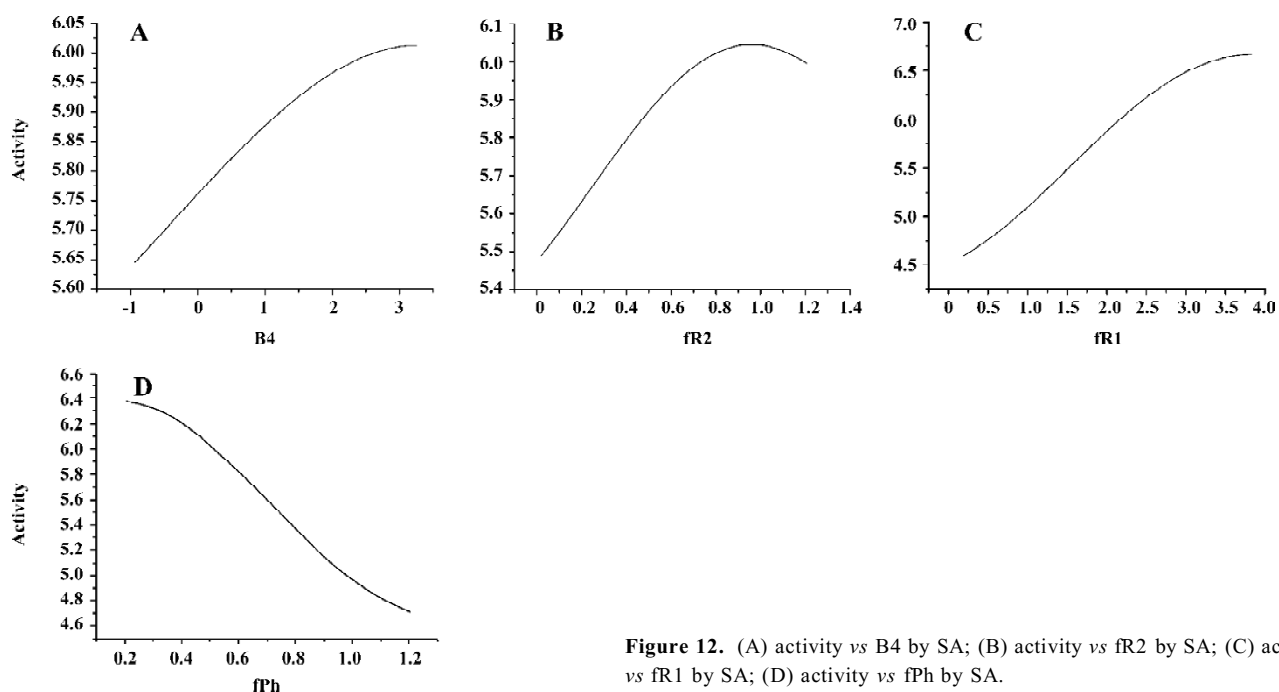 A
6.05
6.00
5.95
5.90
5.85
5.80
5.75
5.70
5.65
5.60
Activity
-1 0 1 2 3
B4
B
6.1
6.0
5.9
5.8
5.7
5.6
5.5
5.4
0 0.2 0.4 0.6 0.8 1.0 1.2 1.4
fR2
C
7.0
6.5
6.0
5.5
5.0
4.5
0 0.5 1.0 1.5 2.0 2.5 3.0 3.5 4.0
fR1
D
6.6
6.4
6.2
6.0
5.8
5.6
5.4
5.2
5.0
4.8
4.6
Activity
0.2 0.4 0.6 0.8 1.0 1.2
fPh
Figure 12. (A) activity vs B4 by SA; (B) activity vs fR2 by SA; (C) ac
vs fR1 by SA; (D) activity vs fPh by SA.